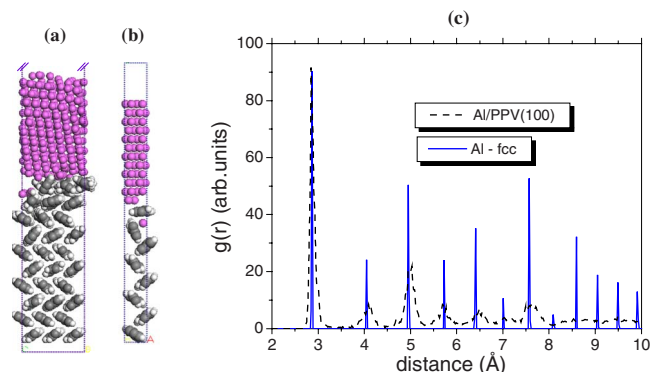 (a) (b) (c)
100
80
60
40
20
0
g(r) (arb.units)
Al/PPV(100)
Al - fcc
2 3 4 5 6 7 8 9 10
distance (Å)
A